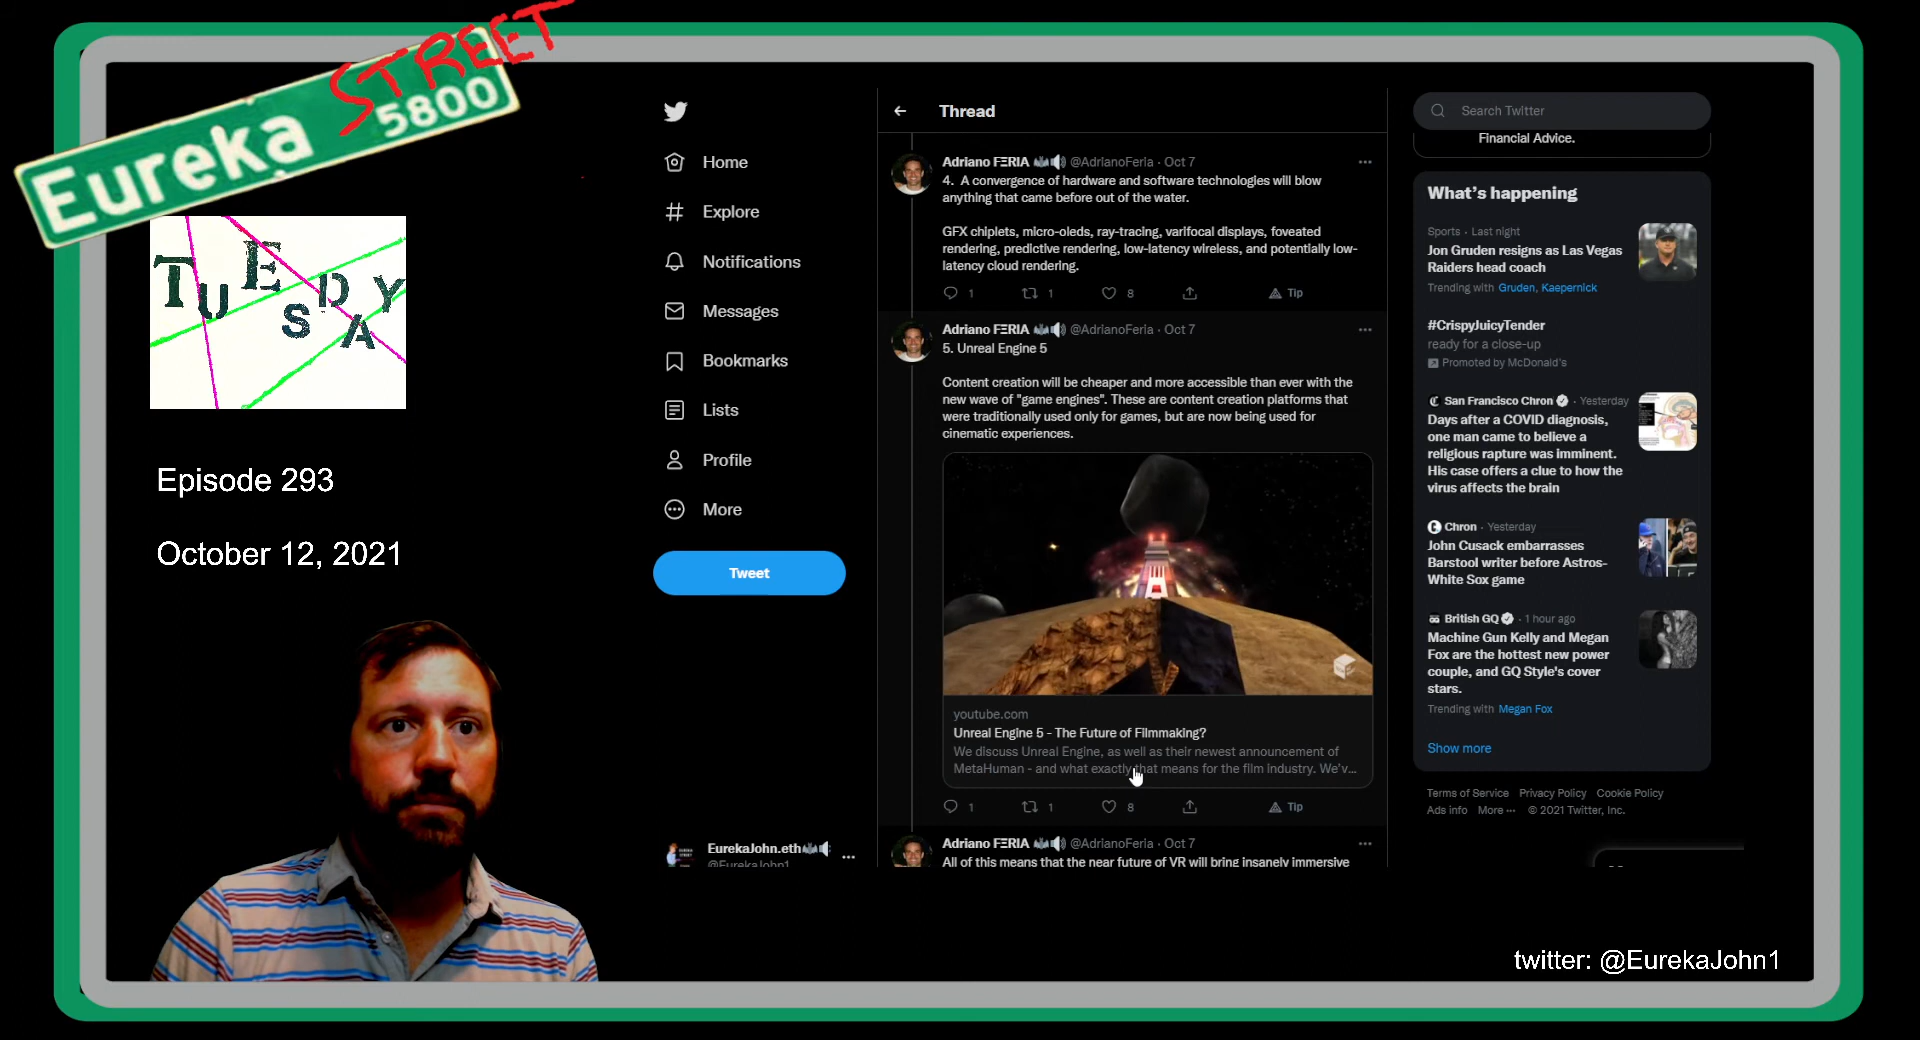 Eureka STREET
5800
TUESDAY
Episode 293
October 12, 2021
Home
Explore
Notifications
Messages
Bookmarks
Lists
Profile
More
Tweet
EurekaJohn.eth
@EurekaJohn1
Thread
Adriano FΞRIA @AdrianoFeria · Oct 7
4. A convergence of hardware and software technologies will blow
anything that came before out of the water.
GFX chiplets, micro-oleds, ray-tracing, varifocal displays, foveated
rendering, predictive rendering, low-latency wireless, and potentially low-
latency cloud rendering.
1 1 8 Tip
Adriano FΞRIA @AdrianoFeria · Oct 7
5. Unreal Engine 5
Content creation will be cheaper and more accessible than ever with the
new wave of "game engines". These are content creation platforms that
were traditionally used only for games, but are now being used for
cinematic experiences.
youtube.com
Unreal Engine 5 - The Future of Filmmaking?
We discuss Unreal Engine, as well as their newest announcement of
MetaHuman - and what exactly that means for the film industry. We'v...
1 1 8 Tip
Adriano FΞRIA @AdrianoFeria · Oct 7
All of this means that the near future of VR will bring insanely immersive
Search Twitter
Financial Advice.
What's happening
Sports · Last night
Jon Gruden resigns as Las Vegas
Raiders head coach
Trending with Gruden, Kaepernick
#CrispyJuicyTender
ready for a close-up
Promoted by McDonald's
San Francisco Chron · Yesterday
Days after a COVID diagnosis,
one man came to believe a
religious rapture was imminent.
His case offers a clue to how the
virus affects the brain
Chron · Yesterday
John Cusack embarrasses
Barstool writer before Astros-
White Sox game
British GQ · 1 hour ago
Machine Gun Kelly and Megan
Fox are the hottest new power
couple, and GQ Style's cover
stars.
Trending with Megan Fox
Show more
Terms of Service Privacy Policy Cookie Policy
Ads info More ··· © 2021 Twitter, Inc.
twitter: @EurekaJohn1